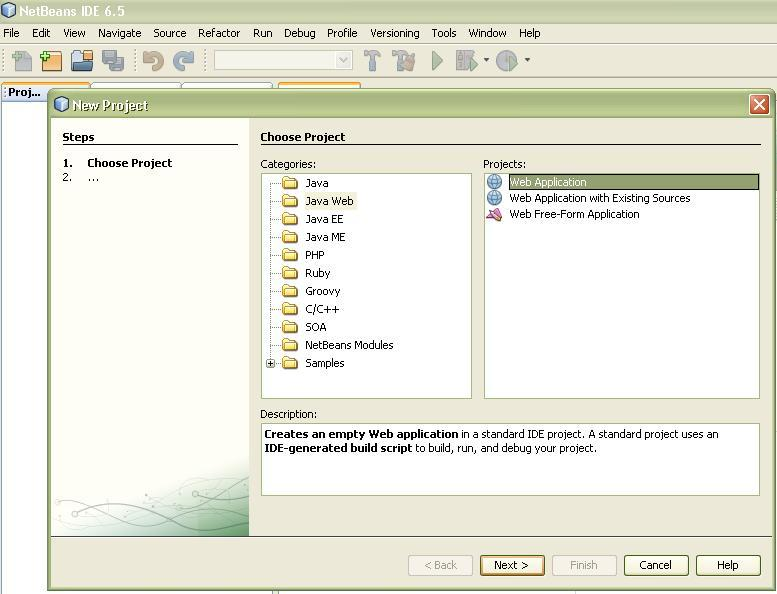 NetBeans IDE 6.5
File Edit View Navigate Source Refactor Run Debug Profile Versioning Tools Window Help
Proj...
New Project
Steps
1. Choose Project
2. ...
Choose Project
Categories:
Java
Java Web
Java EE
Java ME
PHP
Ruby
Groovy
C/C++
SOA
NetBeans Modules
Samples
Projects:
Web Application
Web Application with Existing Sources
Web Free-Form Application
Description:
Creates an empty Web application in a standard IDE project. A standard project uses an
IDE-generated build script to build, run, and debug your project.
< Back Next > Finish Cancel Help